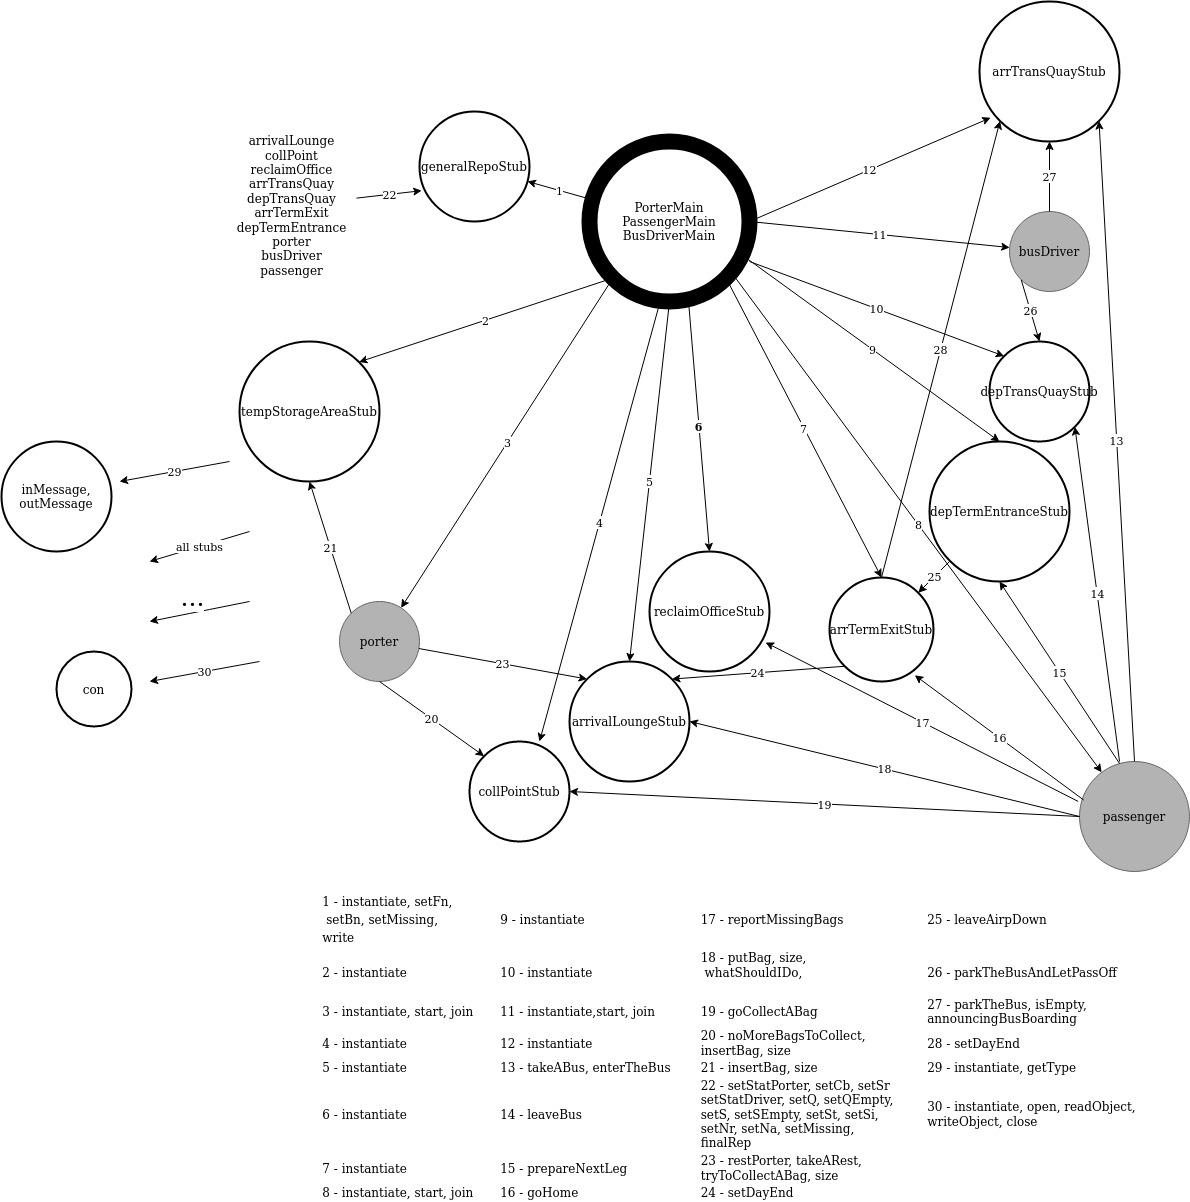 arrTransQuayStub
arrivalLounge
collPoint
reclaimOffice
arrTransQuay
depTransQuay
arrTermExit
depTermEntrance
porter
busDriver
passenger
22
generalRepoStub
1
PorterMain
PassengerMain
BusDriverMain
12
27
11
busDriver
26
10
9
28
2
tempStorageAreaStub
depTransQuayStub
3
6
7
13
29
inMessage,
outMessage
5
4
8
depTermEntranceStub
all stubs
21
25
14
...
reclaimOfficeStub
arrTermExitStub
porter
23
24
15
30
con
20
arrivalLoungeStub
17
16
18
collPointStub
19
passenger
1 - instantiate, setFn,
setBn, setMissing,
write
9 - instantiate
17 - reportMissingBags
25 - leaveAirpDown
2 - instantiate
10 - instantiate
18 - putBag, size,
whatShouldIDo,
26 - parkTheBusAndLetPassOff
3 - instantiate, start, join
11 - instantiate,start, join
19 - goCollectABag
27 - parkTheBus, isEmpty,
announcingBusBoarding
4 - instantiate
12 - instantiate
20 - noMoreBagsToCollect,
insertBag, size
28 - setDayEnd
5 - instantiate
13 - takeABus, enterTheBus
21 - insertBag, size
29 - instantiate, getType
6 - instantiate
14 - leaveBus
22 - setStatPorter, setCb, setSr
setStatDriver, setQ, setQEmpty,
setS, setSEmpty, setSt, setSi,
setNr, setNa, setMissing,
finalRep
30 - instantiate, open, readObject,
writeObject, close
7 - instantiate
15 - prepareNextLeg
23 - restPorter, takeARest,
tryToCollectABag, size
8 - instantiate, start, join
16 - goHome
24 - setDayEnd